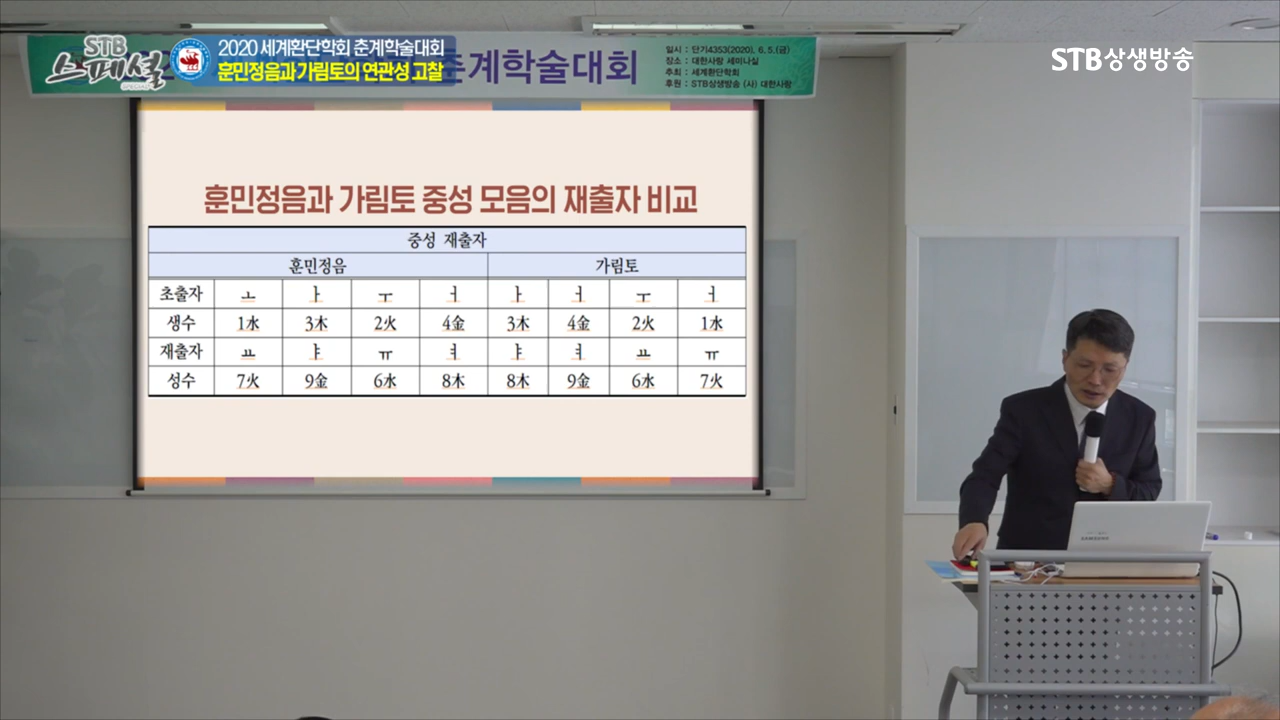 STB
스페셜
SPECIAL
2020 세계환단학회 춘계학술대회
훈민정음과 가림토의 연관성 고찰
춘계학술대회
일시 : 단기4353(2020). 6. 5.(금)
장소 : 대한사랑 세미나실
주최 : 세계환단학회
후원 : STB상생방송 (사) 대한사랑
STB상생방송
훈민정음과 가림토 중성 모음의 재출자 비교
중성 재출자
훈민정음 가림토
초출자 ㅗ ㅏ ㅜ ㅓ ㅏ ㅓ ㅜ ㅓ
생수 1水 3木 2火 4金 3木 4金 2火 1水
재출자 ㅛ ㅑ ㅠ ㅕ ㅑ ㅕ ㅛ ㅠ
성수 7火 9金 6水 8木 8木 9金 6水 7火
SAMSUNG